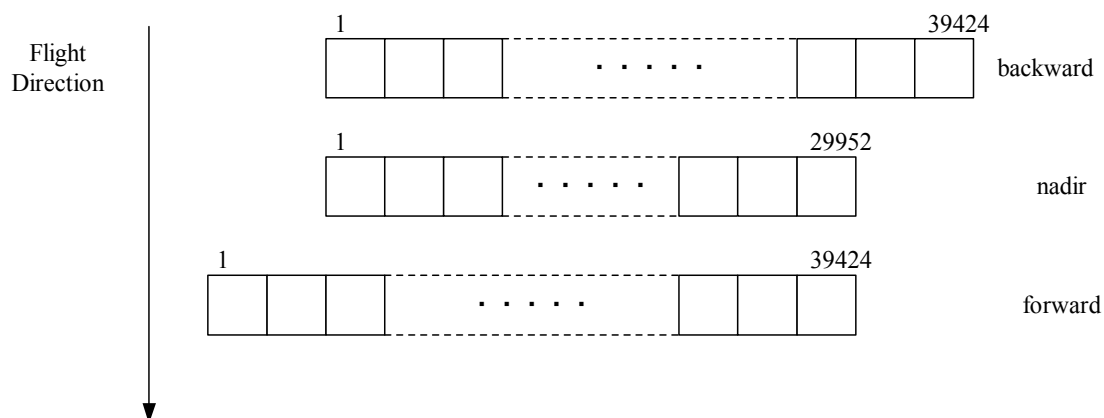 Flight
Direction
1 39424
backward
1 29952
nadir
1 39424
forward